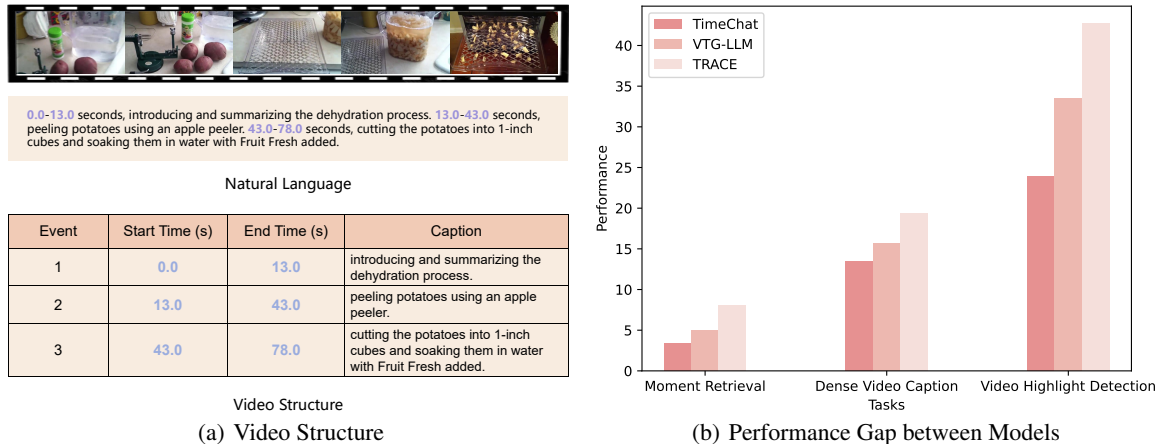 0.0-13.0 seconds, introducing and summarizing the dehydration process. 13.0-43.0 seconds,
peeling potatoes using an apple peeler. 43.0-78.0 seconds, cutting the potatoes into 1-inch
cubes and soaking them in water with Fruit Fresh added.
Natural Language
Event Start Time (s) End Time (s) Caption
1 0.0 13.0 introducing and summarizing the
dehydration process.
2 13.0 43.0 peeling potatoes using an apple
peeler.
3 43.0 78.0 cutting the potatoes into 1-inch
cubes and soaking them in water
with Fruit Fresh added.
Video Structure
(a) Video Structure
TimeChat
VTG-LLM
TRACE
Performance
40
35
30
25
20
15
10
5
0
Moment Retrieval Dense Video Caption Video Highlight Detection
Tasks
(b) Performance Gap between Models